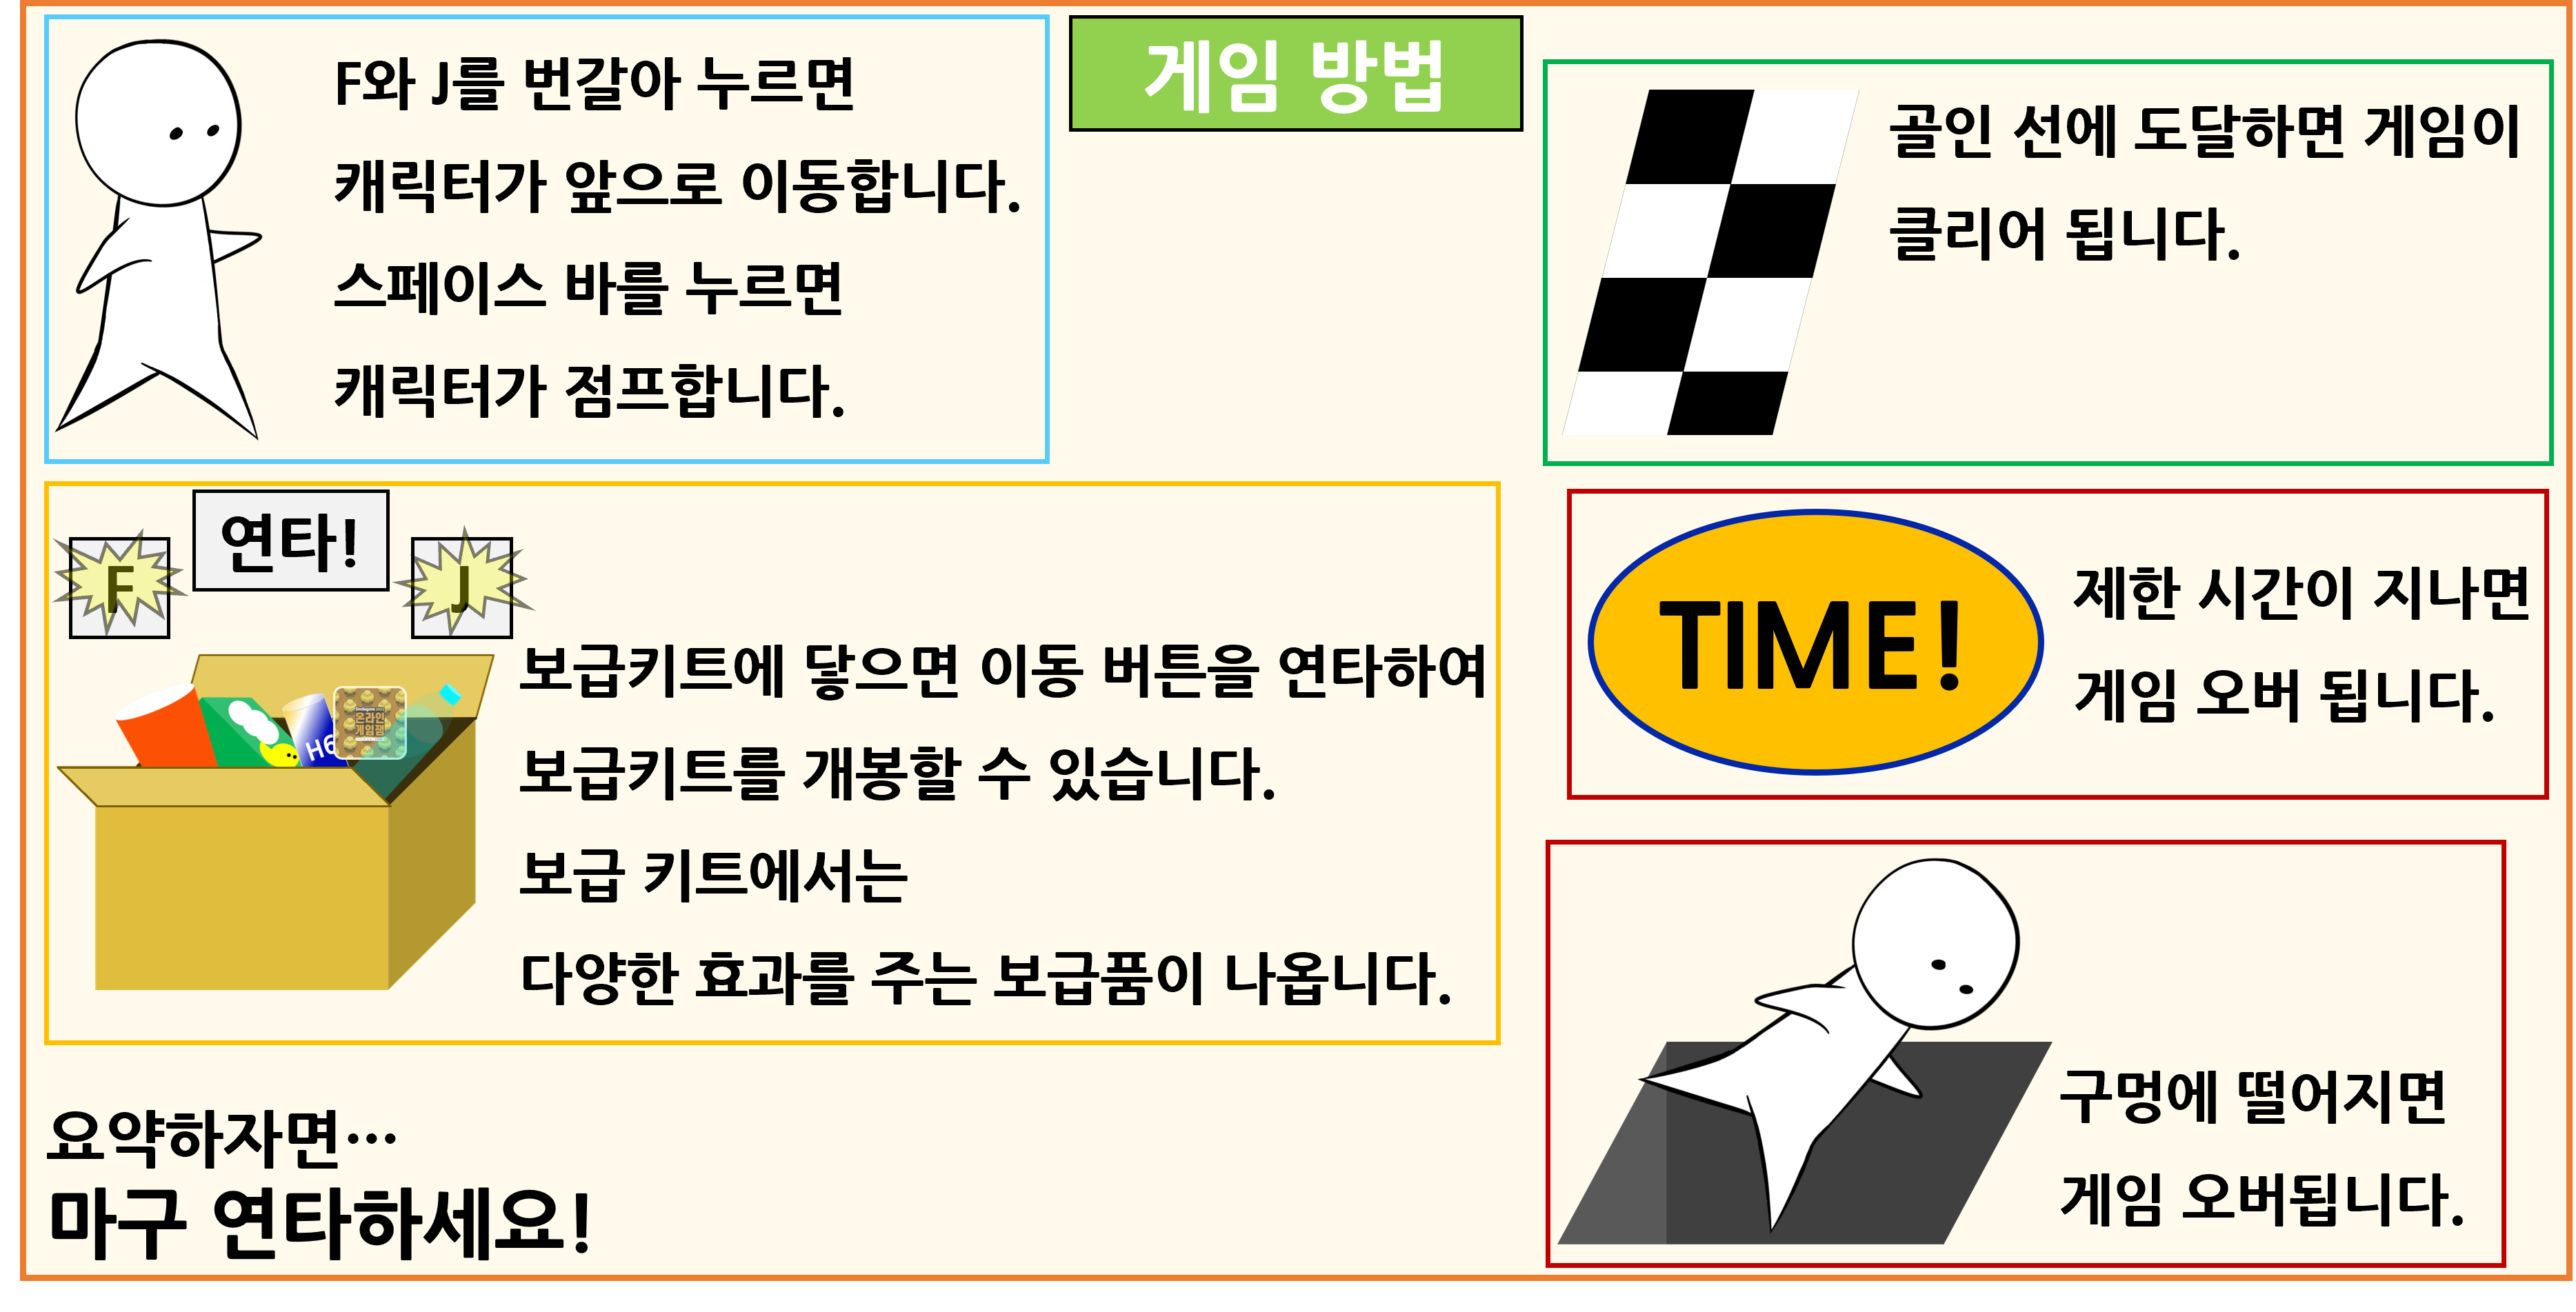 게임 방법
F와 J를 번갈아 누르면
캐릭터가 앞으로 이동합니다.
스페이스 바를 누르면
캐릭터가 점프합니다.
골인 선에 도달하면 게임이
클리어 됩니다.
연타!
F
J
H6
온라인
게임잼
보급키트에 닿으면 이동 버튼을 연타하여
보급키트를 개봉할 수 있습니다.
보급 키트에서는
다양한 효과를 주는 보급품이 나옵니다.
TIME!
제한 시간이 지나면
게임 오버 됩니다.
구멍에 떨어지면
게임 오버됩니다.
요약하자면…
마구 연타하세요!